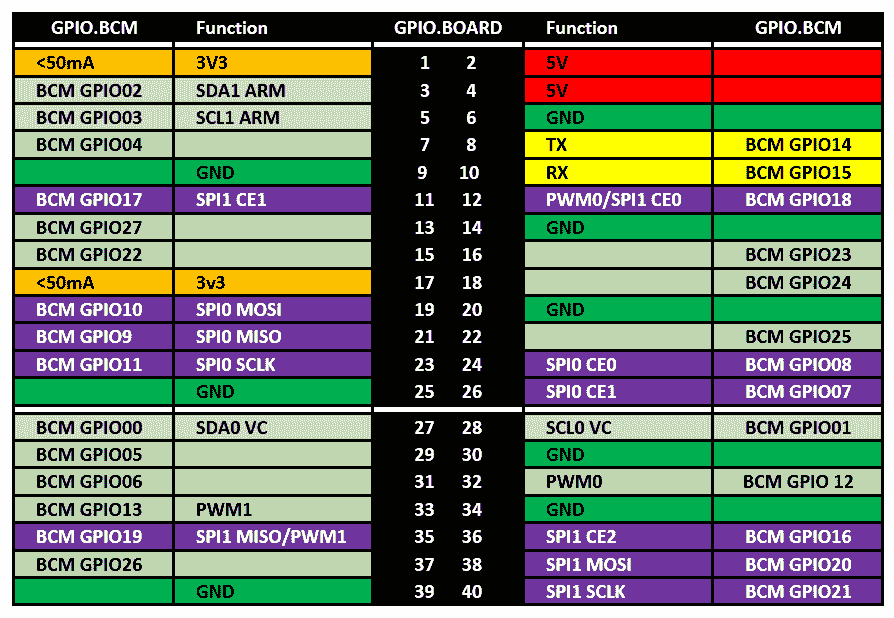 GPIO.BCM Function GPIO.BOARD Function GPIO.BCM
<50mA 3V3 1 2 5V
BCM GPIO02 SDA1 ARM 3 4 5V
BCM GPIO03 SCL1 ARM 5 6 GND
BCM GPIO04 7 8 TX BCM GPIO14
GND 9 10 RX BCM GPIO15
BCM GPIO17 SPI1 CE1 11 12 PWM0/SPI1 CE0 BCM GPIO18
BCM GPIO27 13 14 GND
BCM GPIO22 15 16 BCM GPIO23
<50mA 3v3 17 18 BCM GPIO24
BCM GPIO10 SPI0 MOSI 19 20 GND
BCM GPIO9 SPI0 MISO 21 22 BCM GPIO25
BCM GPIO11 SPI0 SCLK 23 24 SPI0 CE0 BCM GPIO08
GND 25 26 SPI0 CE1 BCM GPIO07
BCM GPIO00 SDA0 VC 27 28 SCL0 VC BCM GPIO01
BCM GPIO05 29 30 GND
BCM GPIO06 31 32 PWM0 BCM GPIO 12
BCM GPIO13 PWM1 33 34 GND
BCM GPIO19 SPI1 MISO/PWM1 35 36 SPI1 CE2 BCM GPIO16
BCM GPIO26 37 38 SPI1 MOSI BCM GPIO20
GND 39 40 SPI1 SCLK BCM GPIO21